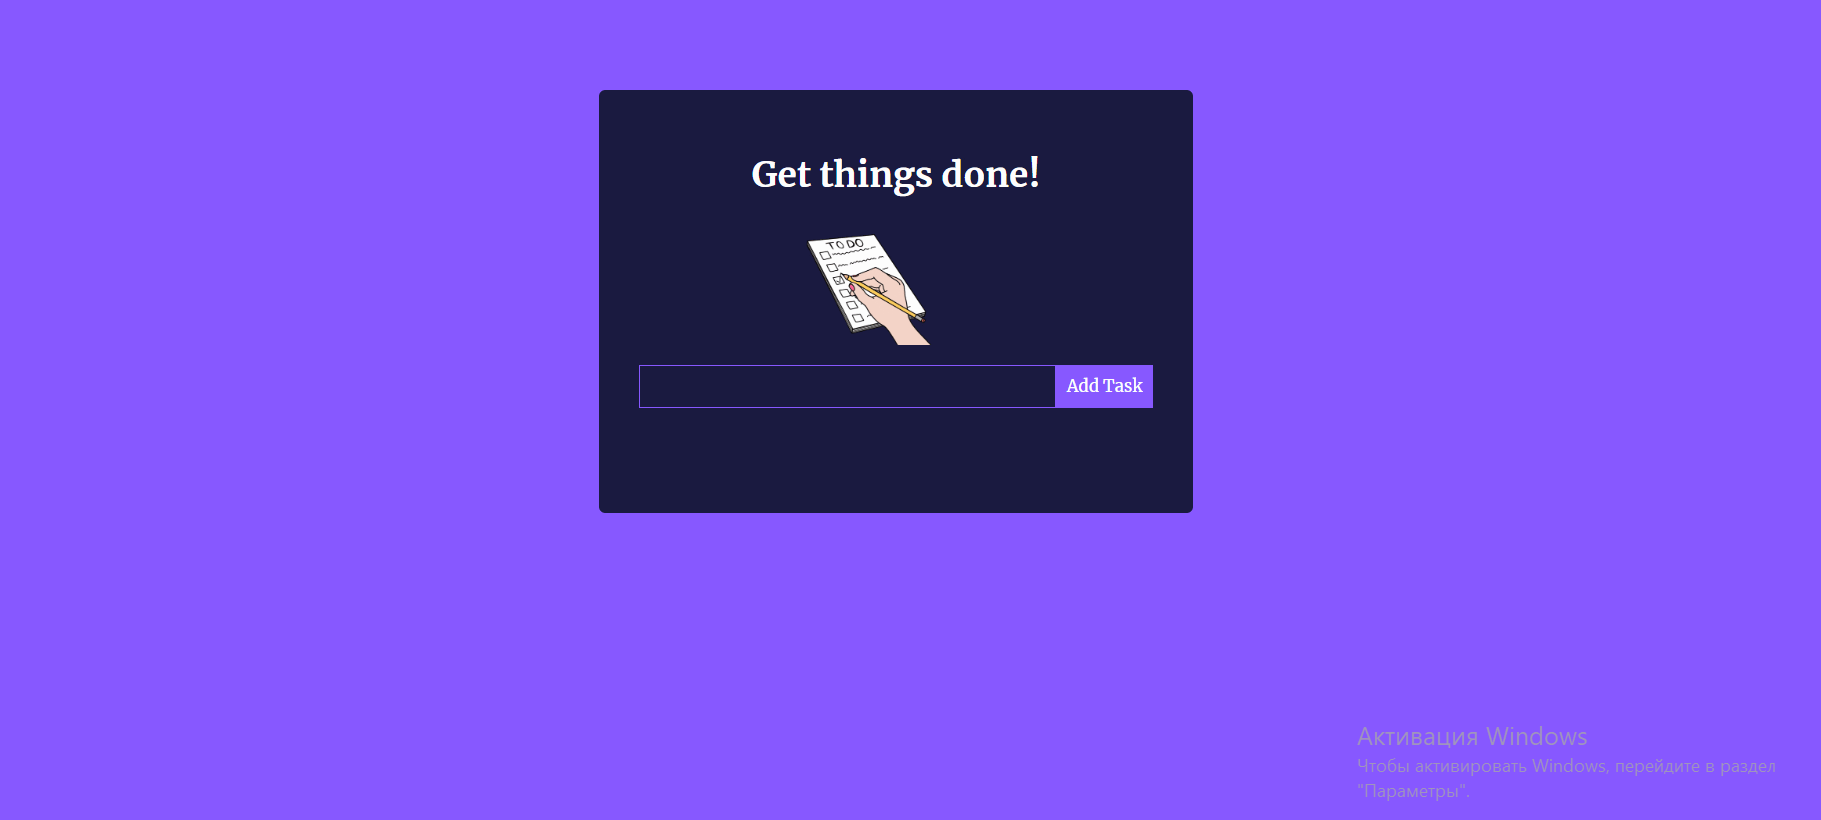 Get things done!
TO DO
Add Task
Активация Windows
Чтобы активировать Windows, перейдите в раздел
"Параметры".